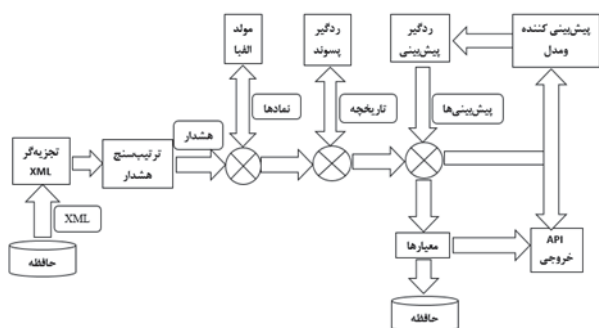 مولد
الفبا
ردگیر
پسوند
ردگیر
پیش‌بینی
پیش‌بینی کننده
ومدل
نمادها
تاریخچه
پیش‌بینی‌ها
هشدار
تجزیه‌گر
XML
ترتیب‌سنج
هشدار
XML
حافظه
معیارها
API
خروجی
حافظه